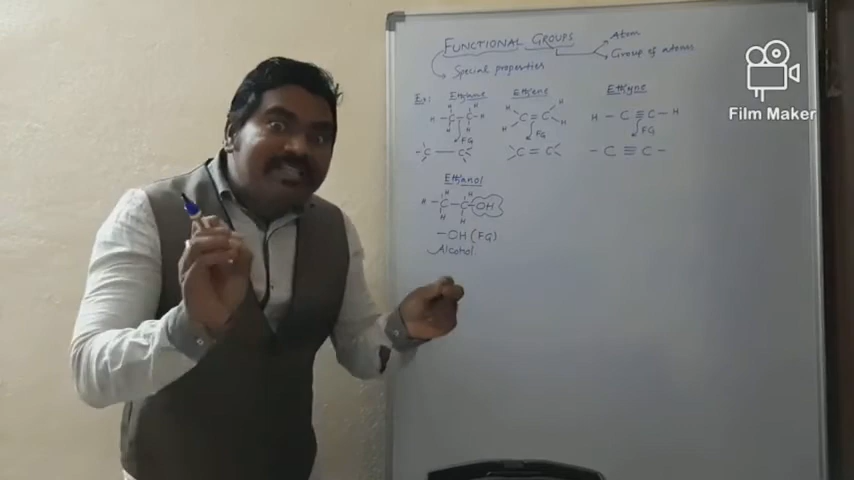 FUNCTIONAL GROUPS
Atom
Group of atoms
Special properties
Ex:
Ethane
H H
H - C - C - H
H H
FG
- C — C -
Ethene
H H
C = C
H H
FG
C = C
Ethyne
H - C ≡ C - H
FG
- C ≡ C -
Ethanol
H H
H - C - C - OH
H H
- OH (FG)
Alcohol
Film Maker